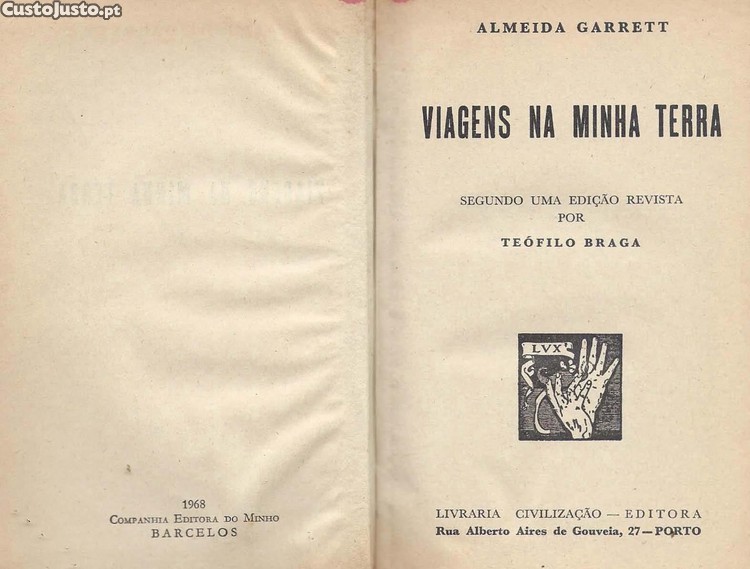 CustoJusto.pt
1968
COMPANHIA EDITORA DO MINHO
BARCELOS
ALMEIDA GARRETT
VIAGENS NA MINHA TERRA
SEGUNDO UMA EDIÇÃO REVISTA
POR
TEÓFILO BRAGA
LVX
LIVRARIA CIVILIZAÇÃO — EDITORA
Rua Alberto Aires de Gouveia, 27 — PORTO